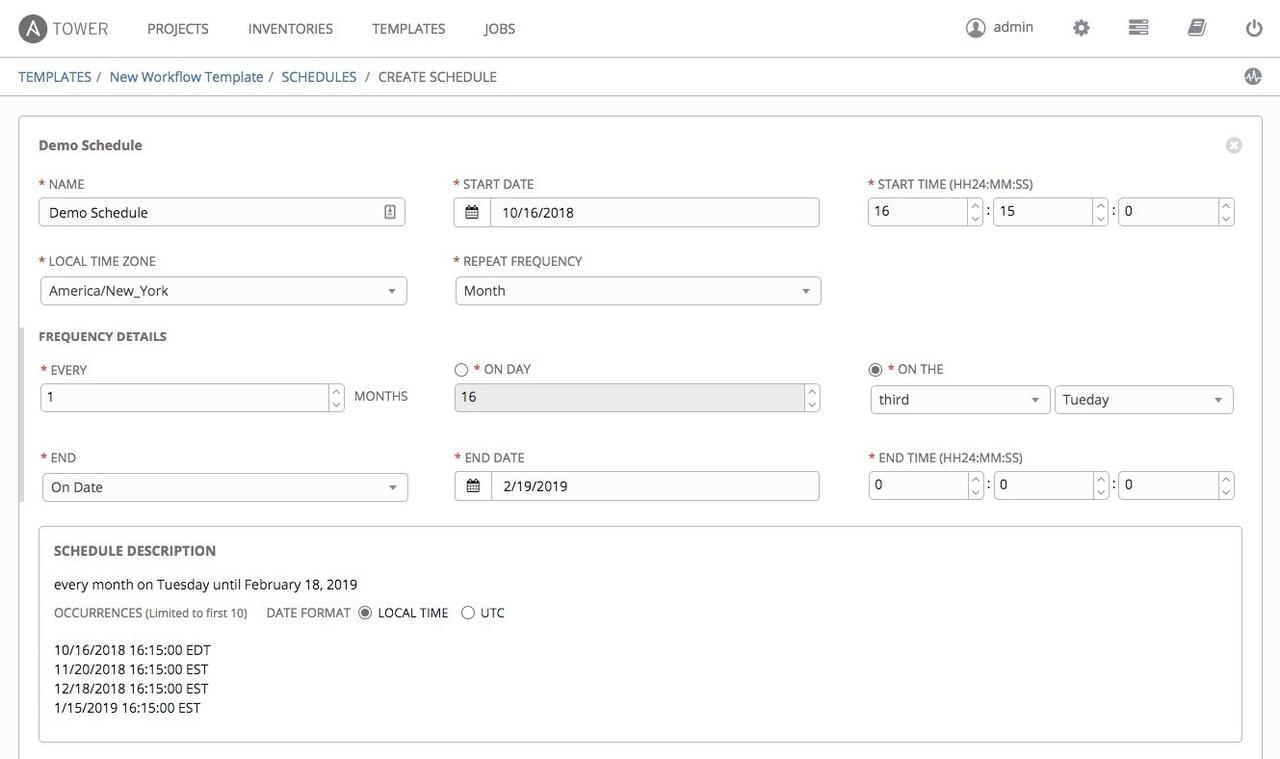 A TOWER PROJECTS INVENTORIES TEMPLATES JOBS admin
TEMPLATES / New Workflow Template / SCHEDULES / CREATE SCHEDULE
Demo Schedule
* NAME * START DATE * START TIME (HH24:MM:SS)
Demo Schedule 10/16/2018 16 : 15 : 0
* LOCAL TIME ZONE * REPEAT FREQUENCY
America/New_York Month
FREQUENCY DETAILS
* EVERY * ON DAY * ON THE
1 MONTHS 16 third Tueday
* END * END DATE * END TIME (HH24:MM:SS)
On Date 2/19/2019 0 : 0 : 0
SCHEDULE DESCRIPTION
every month on Tuesday until February 18, 2019
OCCURRENCES (Limited to first 10) DATE FORMAT LOCAL TIME UTC
10/16/2018 16:15:00 EDT
11/20/2018 16:15:00 EST
12/18/2018 16:15:00 EST
1/15/2019 16:15:00 EST